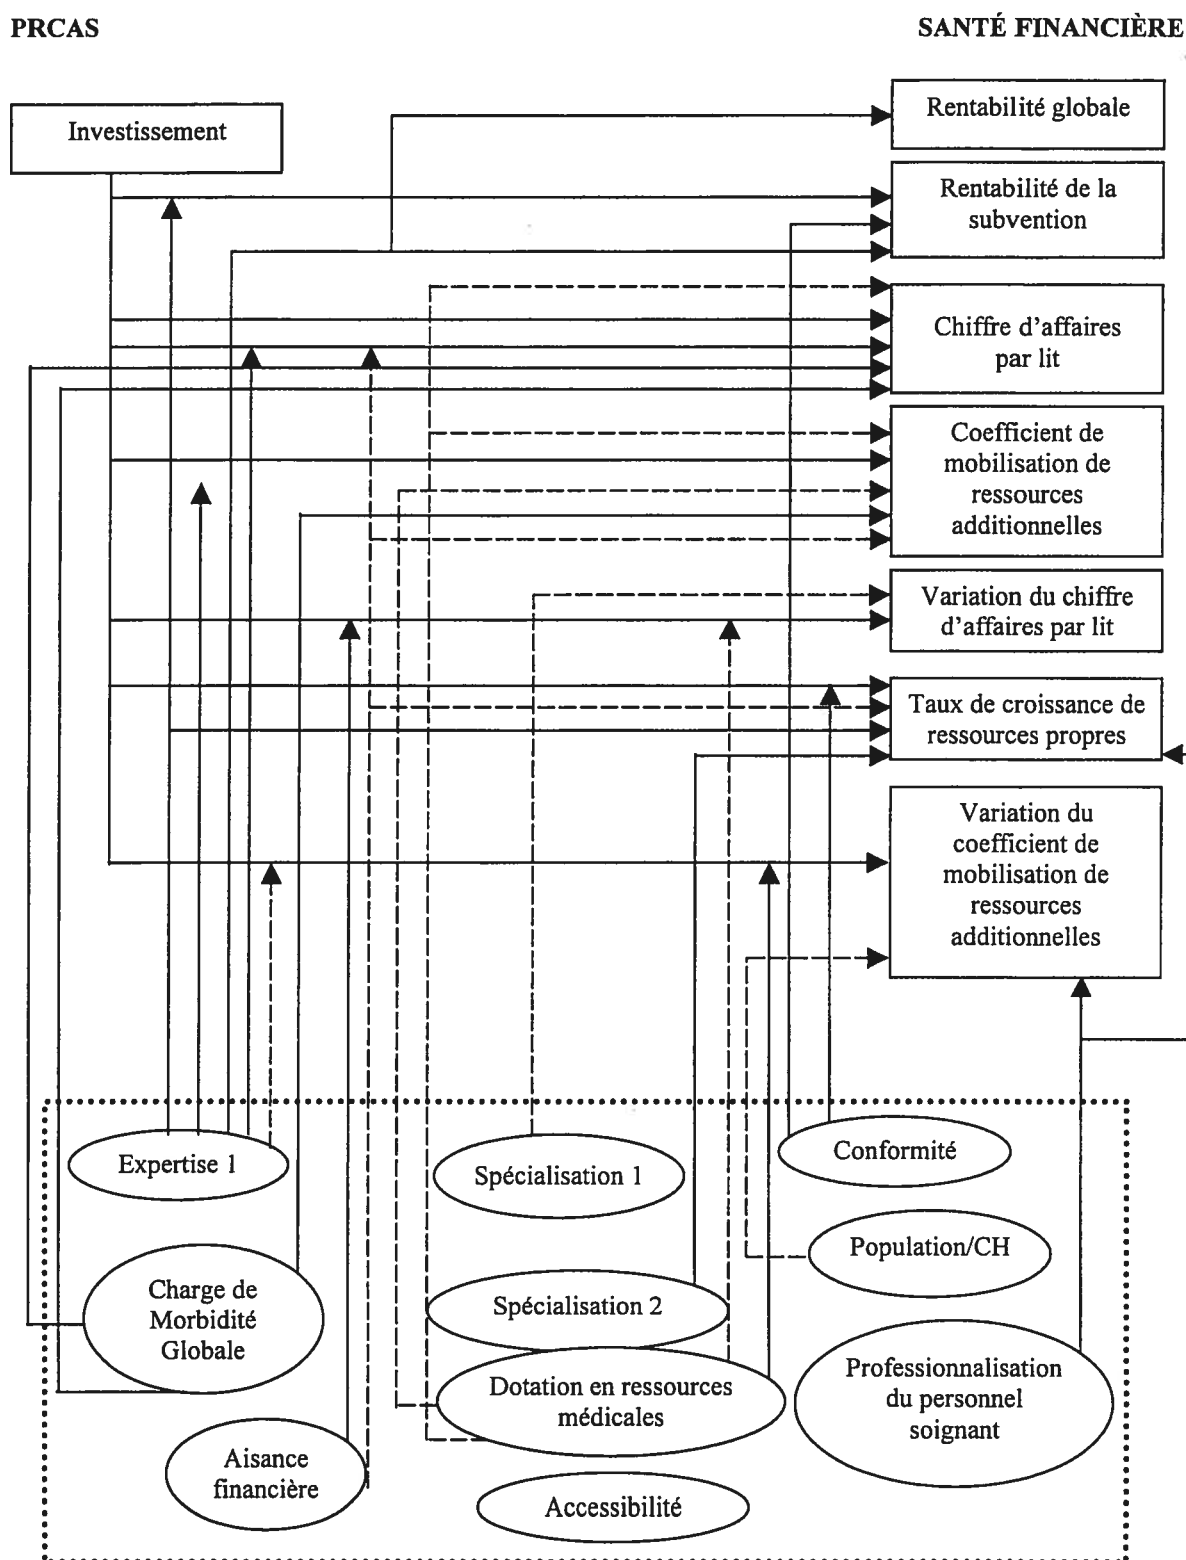 PRCAS
SANTÉ FINANCIÈRE
Investissement
Rentabilité globale
Rentabilité de la
subvention
Chiffre d'affaires
par lit
Coefficient de
mobilisation de
ressources
additionnelles
Variation du chiffre
d'affaires par lit
Taux de croissance de
ressources propres
Variation du
coefficient de
mobilisation de
ressources
additionnelles
Expertise 1
Spécialisation 1
Conformité
Population/CH
Charge de
Morbidité
Globale
Spécialisation 2
Dotation en ressources
médicales
Professionnalisation
du personnel
soignant
Aisance
financière
Accessibilité